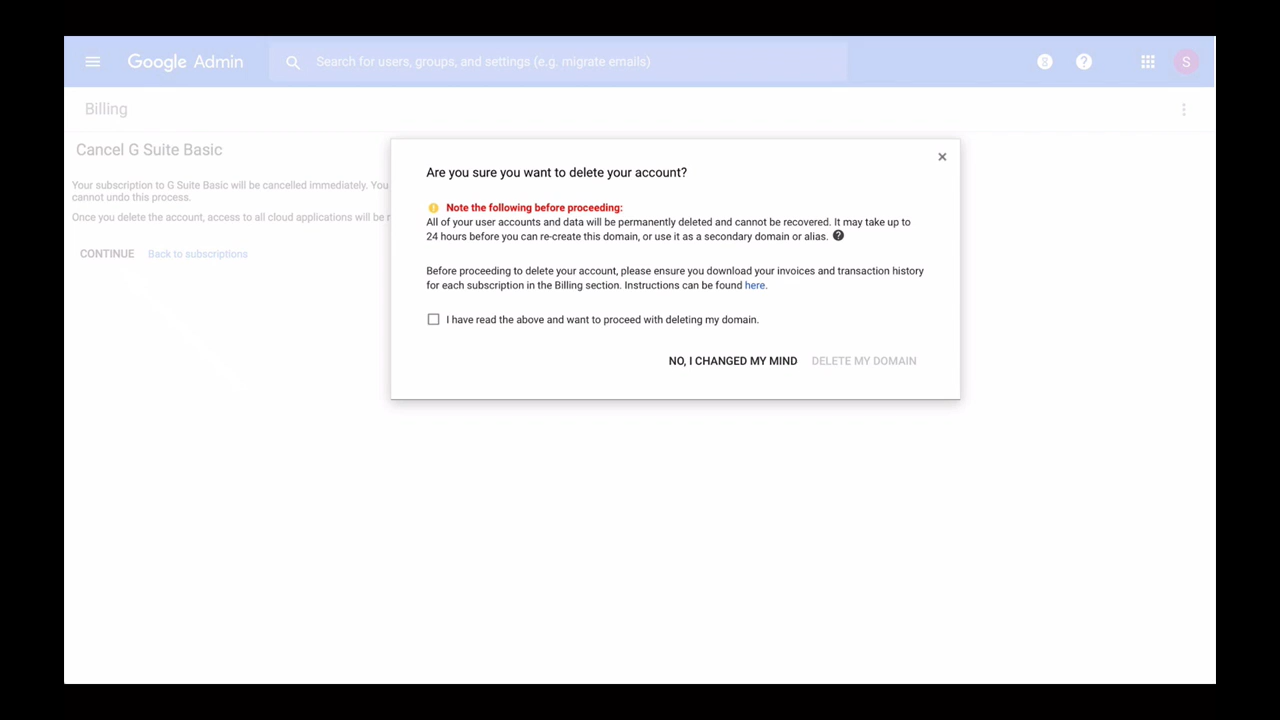 Google Admin
Search for users, groups, and settings (e.g. migrate emails)
8
?
S
Billing
Cancel G Suite Basic
Your subscription to G Suite Basic will be cancelled immediately. You
cannot undo this process.
Once you delete the account, access to all cloud applications will be r
CONTINUE Back to subscriptions
×
Are you sure you want to delete your account?
! Note the following before proceeding:
All of your user accounts and data will be permanently deleted and cannot be recovered. It may take up to
24 hours before you can re-create this domain, or use it as a secondary domain or alias. ?
Before proceeding to delete your account, please ensure you download your invoices and transaction history
for each subscription in the Billing section. Instructions can be found here.
I have read the above and want to proceed with deleting my domain.
NO, I CHANGED MY MIND DELETE MY DOMAIN